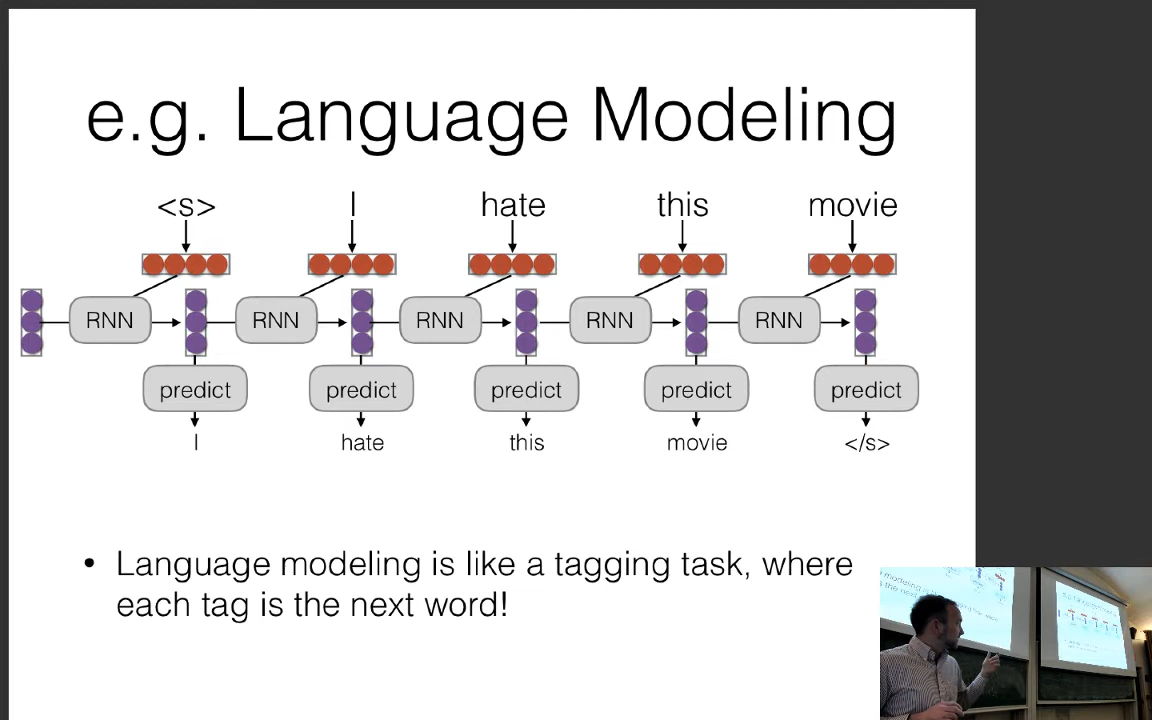 e.g. Language Modeling
<s> I hate this movie
RNN RNN RNN RNN RNN
predict predict predict predict predict
I hate this movie </s>
• Language modeling is like a tagging task, where
each tag is the next word!